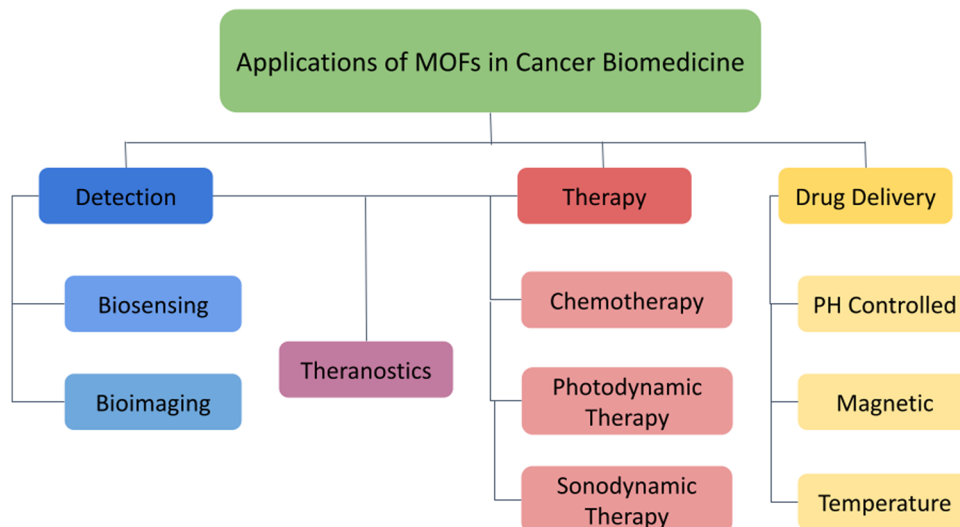 Applications of MOFs in Cancer Biomedicine
Detection
Therapy
Drug Delivery
Biosensing
Chemotherapy
PH Controlled
Theranostics
Bioimaging
Photodynamic
Therapy
Magnetic
Sonodynamic
Therapy
Temperature